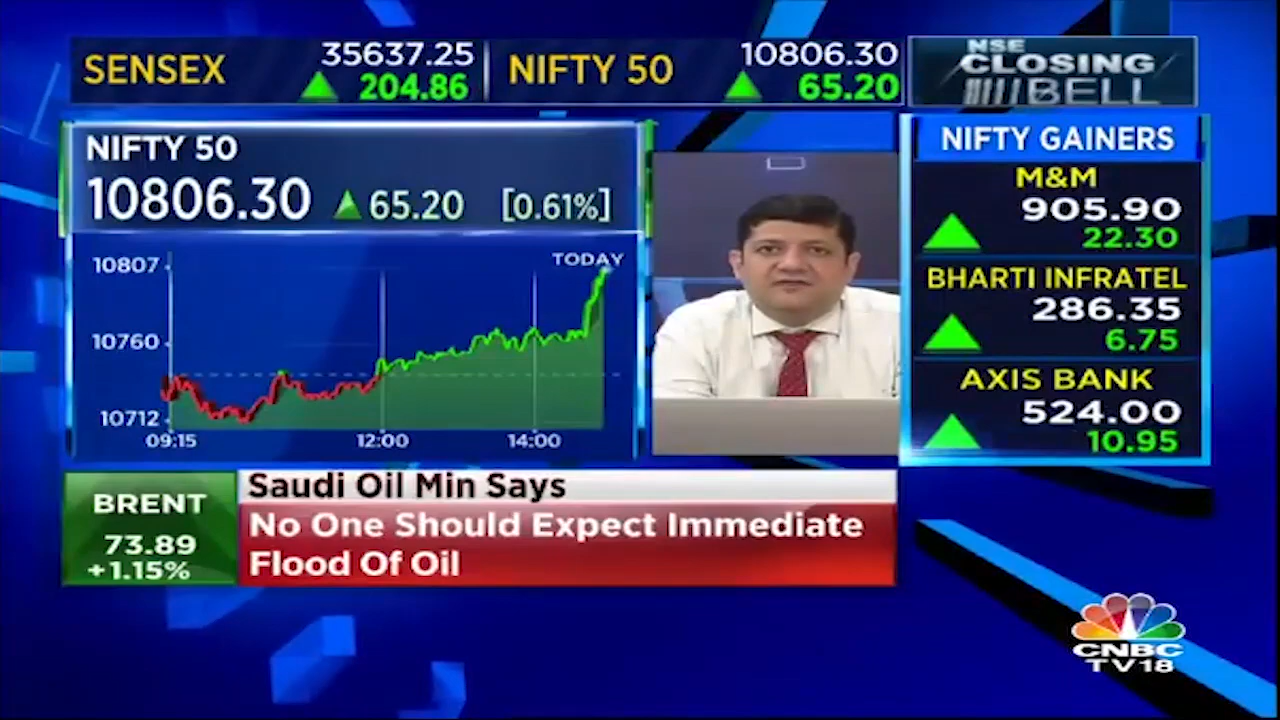 SENSEX
35637.25
204.86
NIFTY 50
10806.30
65.20
NSE
CLOSING
BELL
NIFTY 50
10806.30 65.20 [0.61%]
TODAY
10807
10760
10712
09:15 12:00 14:00
NIFTY GAINERS
M&M
905.90
22.30
BHARTI INFRATEL
286.35
6.75
AXIS BANK
524.00
10.95
BRENT
73.89
+1.15%
Saudi Oil Min Says
No One Should Expect Immediate
Flood Of Oil
CNBC
TV18